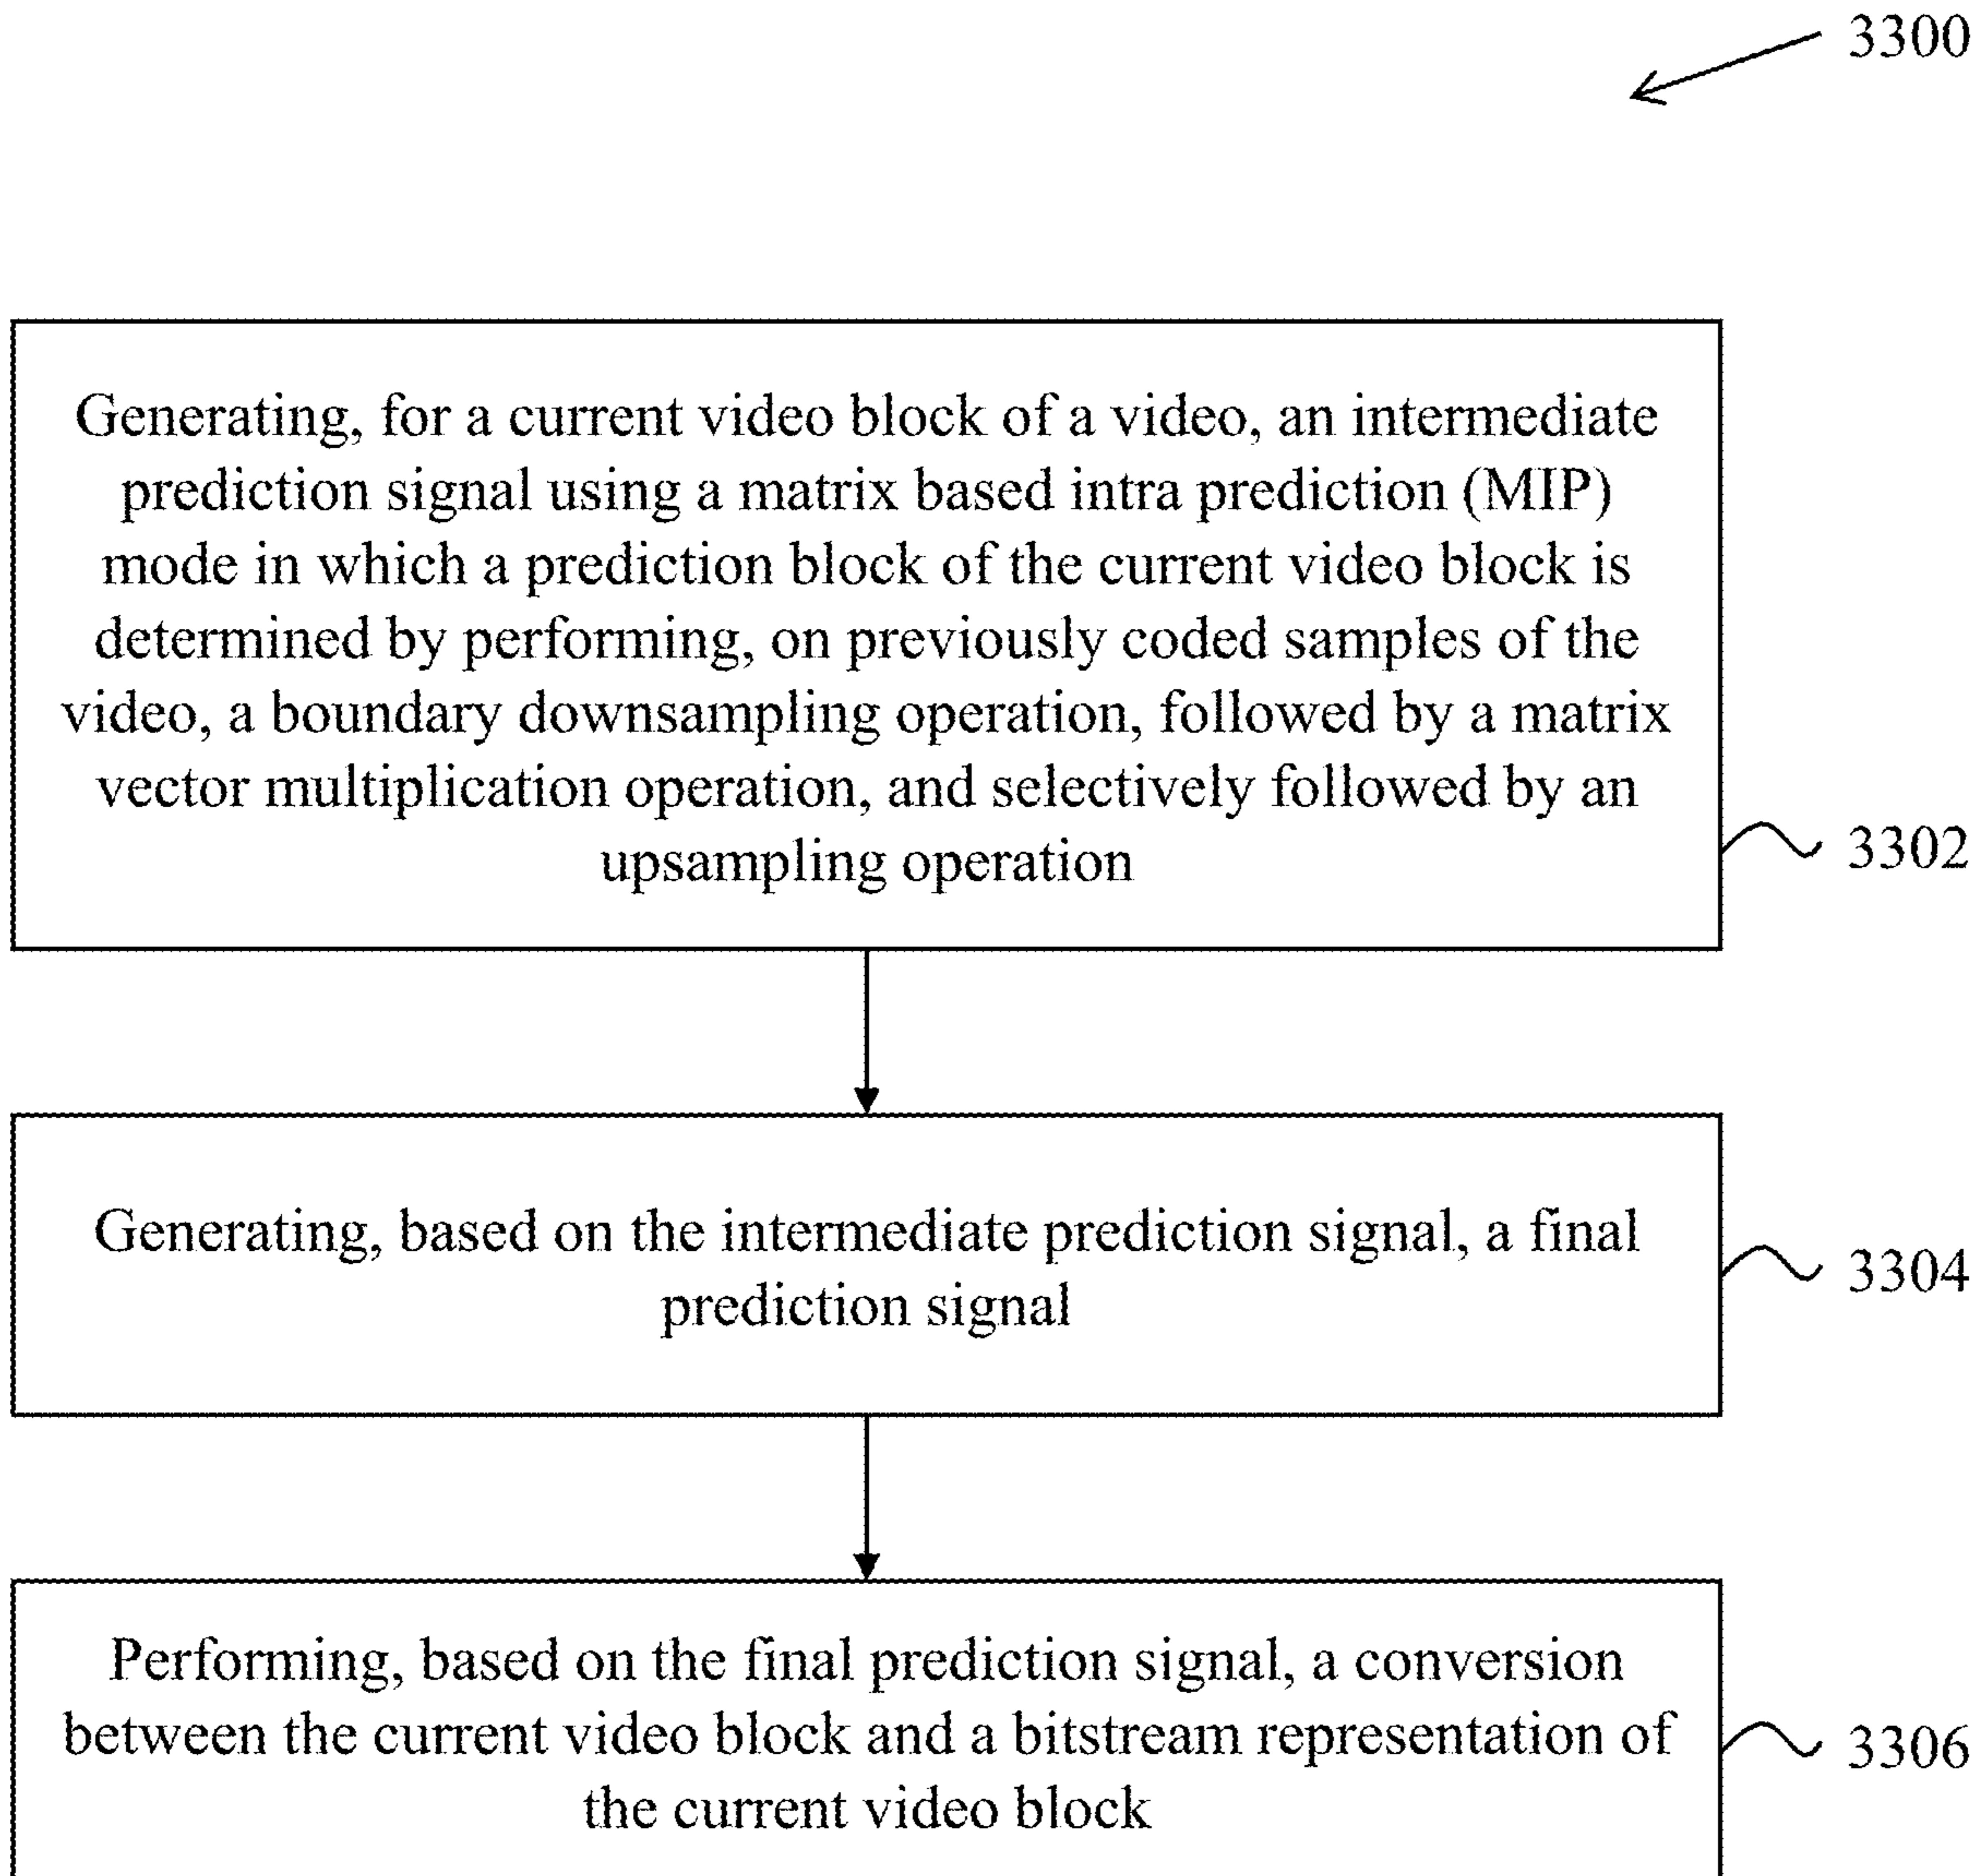 3300
Generating, for a current video block of a video, an intermediate
prediction signal using a matrix based intra prediction (MIP)
mode in which a prediction block of the current video block is
determined by performing, on previously coded samples of the
video, a boundary downsampling operation, followed by a matrix
vector multiplication operation, and selectively followed by an
upsampling operation
3302
Generating, based on the intermediate prediction signal, a final
prediction signal
3304
Performing, based on the final prediction signal, a conversion
between the current video block and a bitstream representation of
the current video block
3306